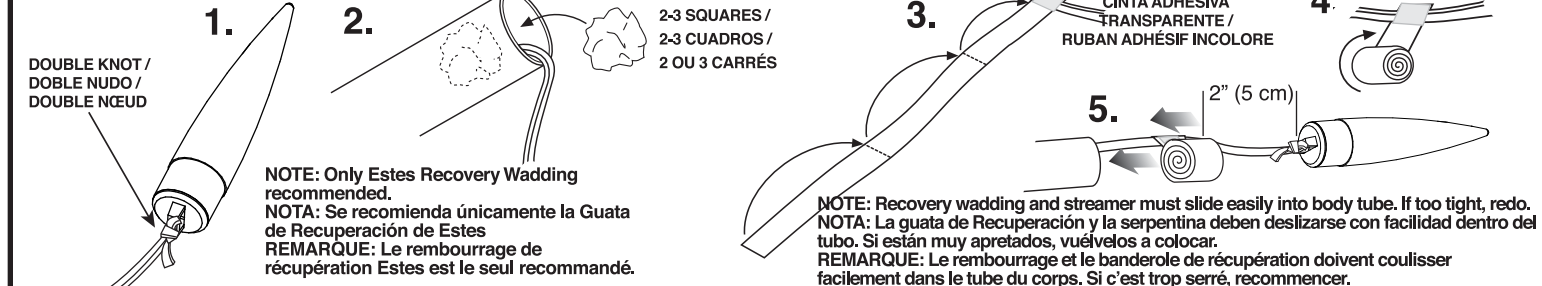 1.
DOUBLE KNOT /
DOBLE NUDO /
DOUBLE NŒUD
2.
2-3 SQUARES /
2-3 CUADROS /
2 OU 3 CARRÉS
NOTE: Only Estes Recovery Wadding
recommended.
NOTA: Se recomienda únicamente la Guata
de Recuperación de Estes
REMARQUE: Le rembourrage de
récupération Estes est le seul recommandé.
3.
CINTA ADHESIVA
TRANSPARENTE /
RUBAN ADHÉSIF INCOLORE
4.
5.
2” (5 cm)
NOTE: Recovery wadding and streamer must slide easily into body tube. If too tight, redo.
NOTA: La guata de Recuperación y la serpentina deben deslizarse con facilidad dentro del
tubo. Si están muy apretados, vuélvelos a colocar.
REMARQUE: Le rembourrage et le banderole de récupération doivent coulisser
facilement dans le tube du corps. Si c’est trop serré, recommencer.